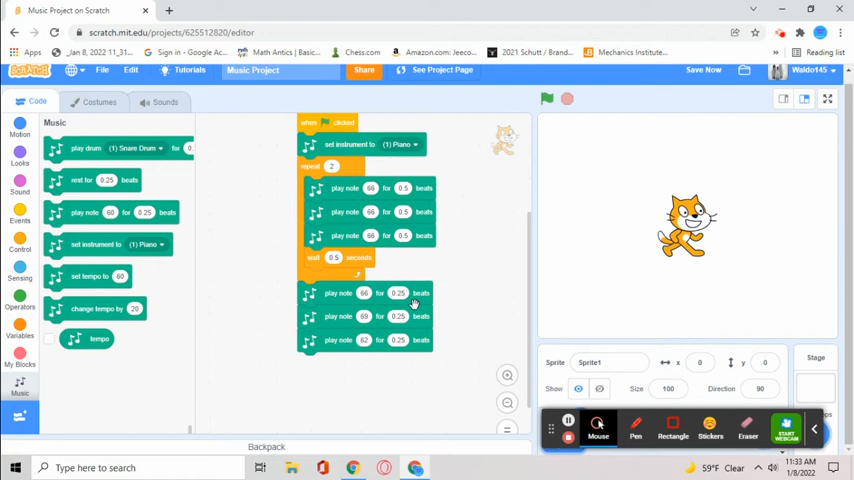 Music Project on Scratch
scratch.mit.edu/projects/625512820/editor
Apps
_Jan 8, 2022 11_31...
Sign in - Google Ac...
Math Antics | Basic...
Chess.com
Amazon.com: Jeeco...
2021 Schutt / Brand...
Mechanics Institute...
Reading list
SCRATCH
File
Edit
Tutorials
Music Project
Share
See Project Page
Save Now
Waldo145
Code
Costumes
Sounds
Motion
Looks
Sound
Events
Control
Sensing
Operators
Variables
My Blocks
Music
Music
play drum (1) Snare Drum for 0.
rest for 0.25 beats
play note 60 for 0.25 beats
set instrument to (1) Piano
set tempo to 60
change tempo by 20
tempo
when clicked
set instrument to (1) Piano
repeat 2
play note 66 for 0.5 beats
play note 66 for 0.5 beats
play note 66 for 0.5 beats
wait 0.5 seconds
play note 66 for 0.25 beats
play note 69 for 0.25 beats
play note 62 for 0.25 beats
Backpack
Sprite Sprite1 x 0 y 0
Show Size 100 Direction 90
Stage
Mouse
Pen
Rectangle
Stickers
Eraser
START WEBCAM
Type here to search
59°F Clear
11:33 AM
1/8/2022